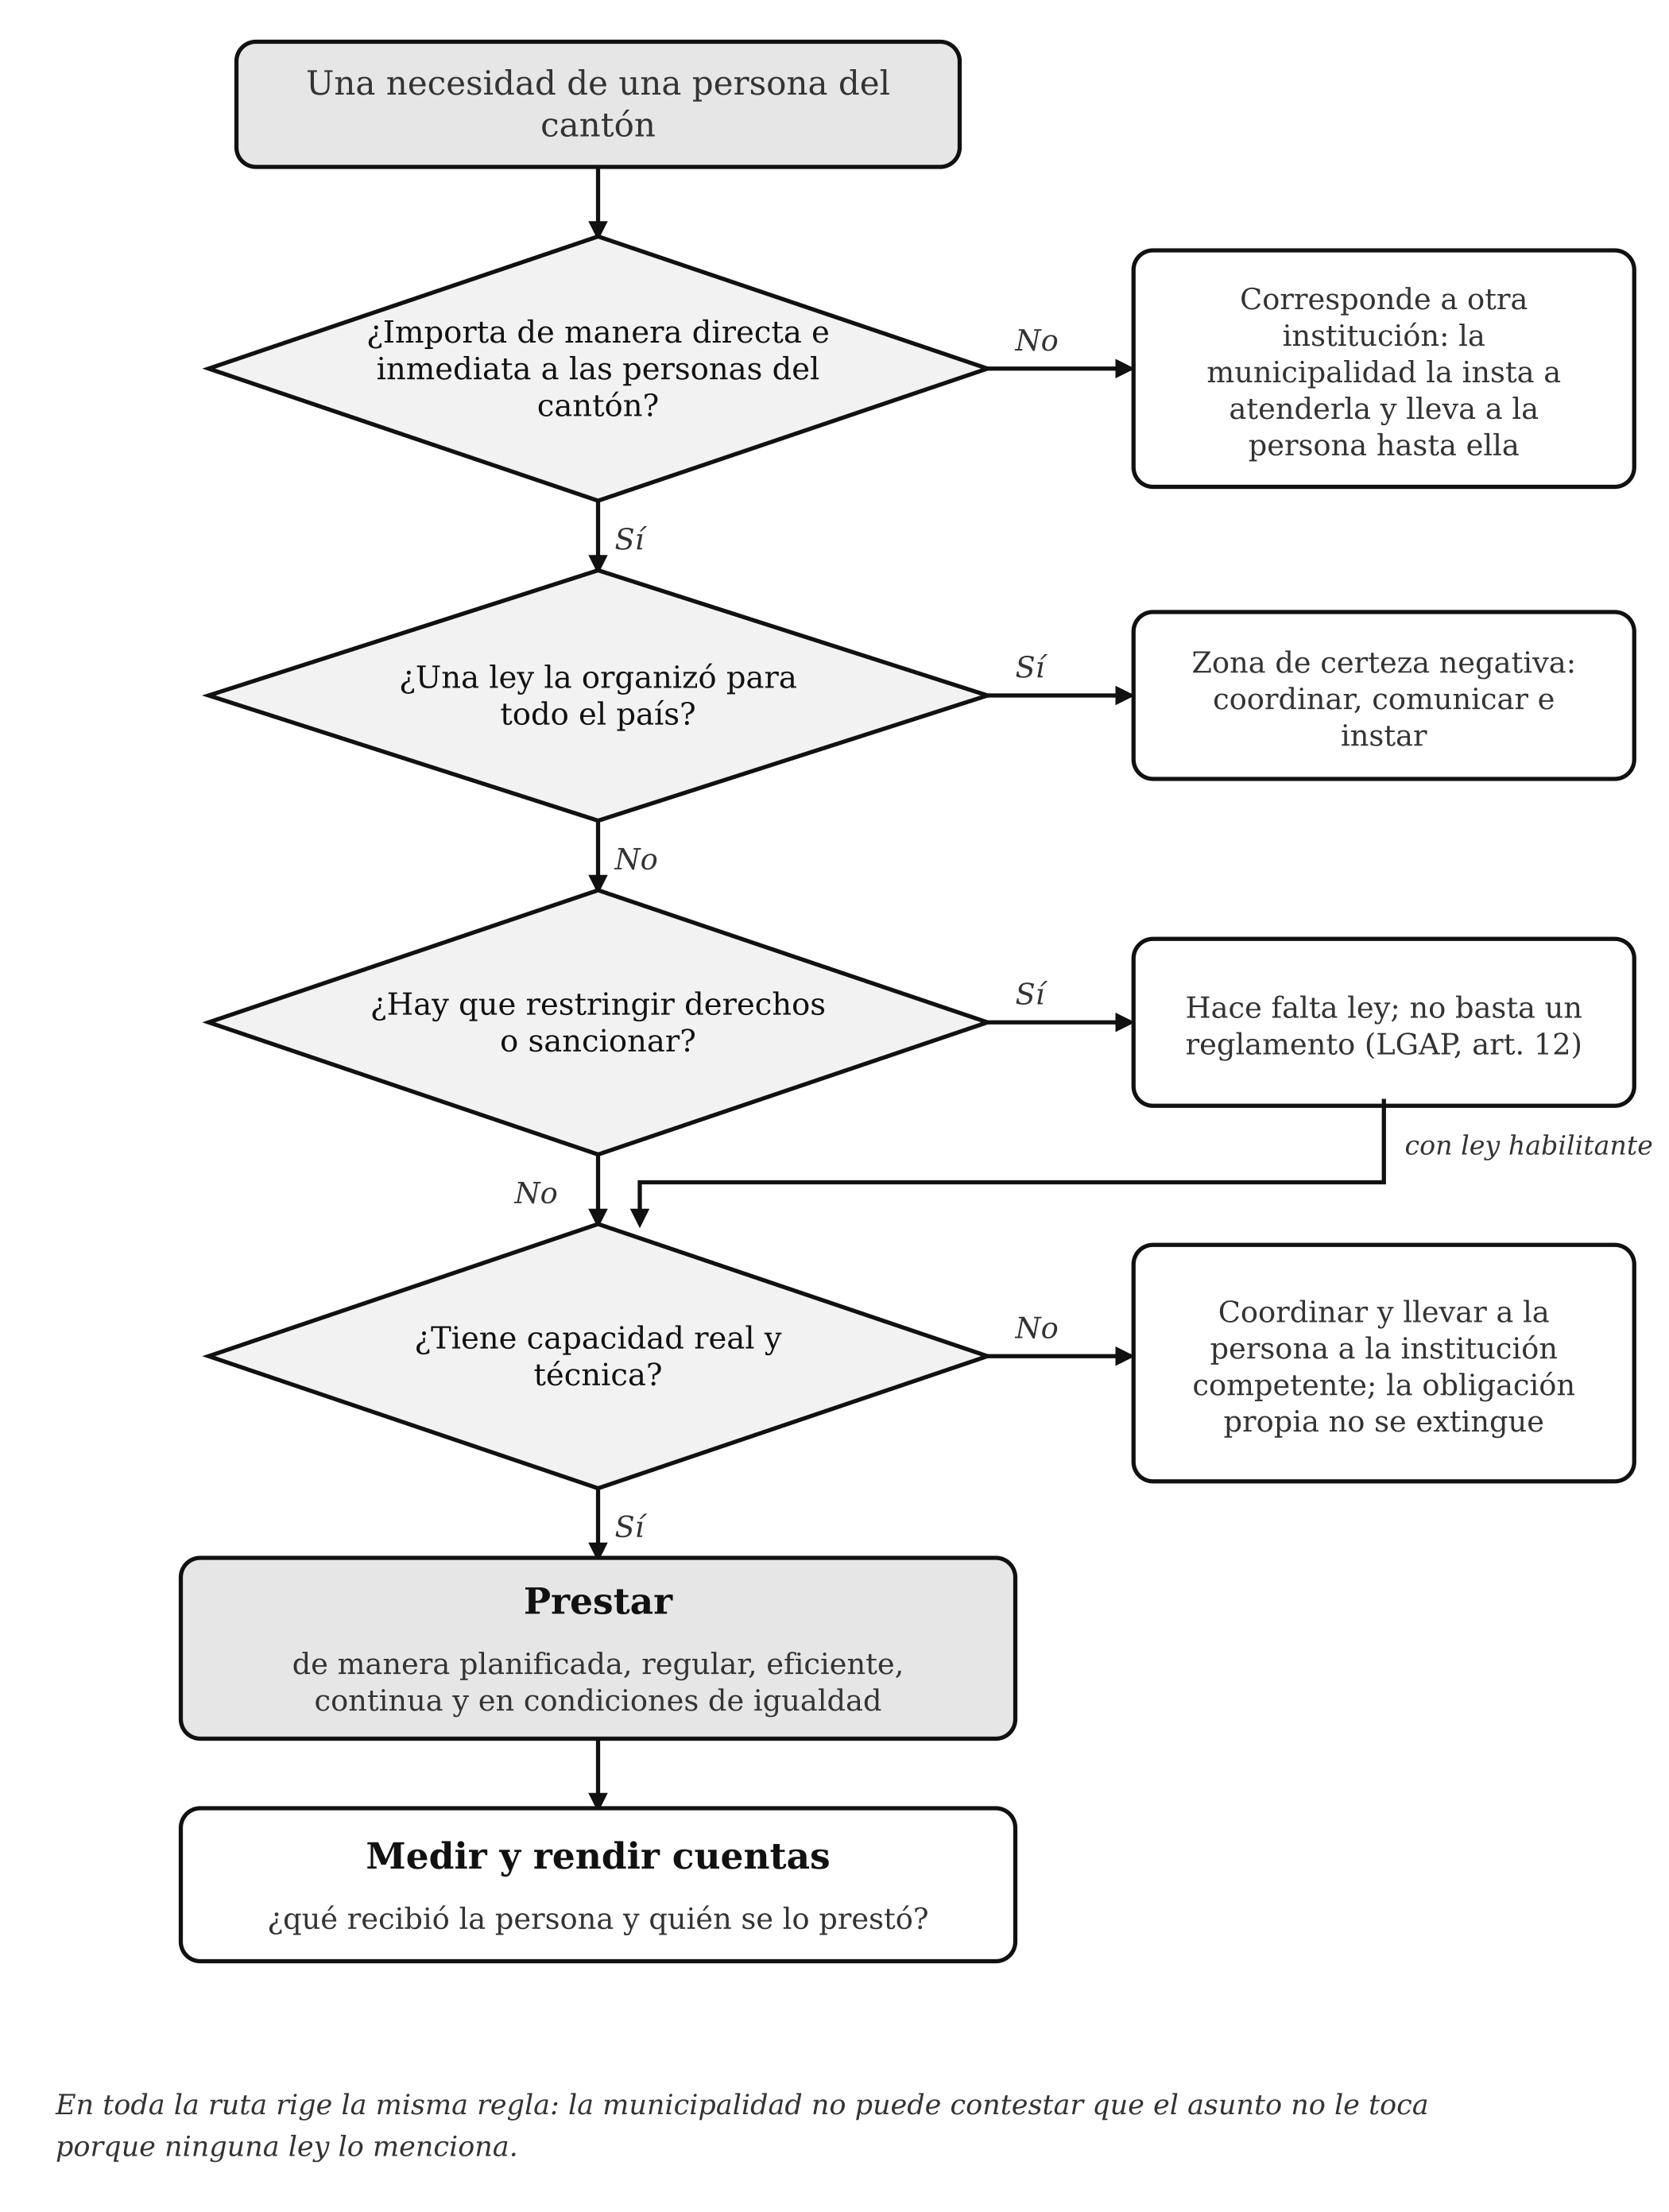 Una necesidad de una persona del
cantón
¿Importa de manera directa e
inmediata a las personas del
cantón?
No
Corresponde a otra
institución: la
municipalidad la insta a
atenderla y lleva a la
persona hasta ella
Sí
¿Una ley la organizó para
todo el país?
Sí
Zona de certeza negativa:
coordinar, comunicar e
instar
No
¿Hay que restringir derechos
o sancionar?
Sí
Hace falta ley; no basta un
reglamento (LGAP, art. 12)
con ley habilitante
No
¿Tiene capacidad real y
técnica?
No
Coordinar y llevar a la
persona a la institución
competente; la obligación
propia no se extingue
Sí
Prestar
de manera planificada, regular, eficiente,
continua y en condiciones de igualdad
Medir y rendir cuentas
¿qué recibió la persona y quién se lo prestó?
En toda la ruta rige la misma regla: la municipalidad no puede contestar que el asunto no le toca
porque ninguna ley lo menciona.